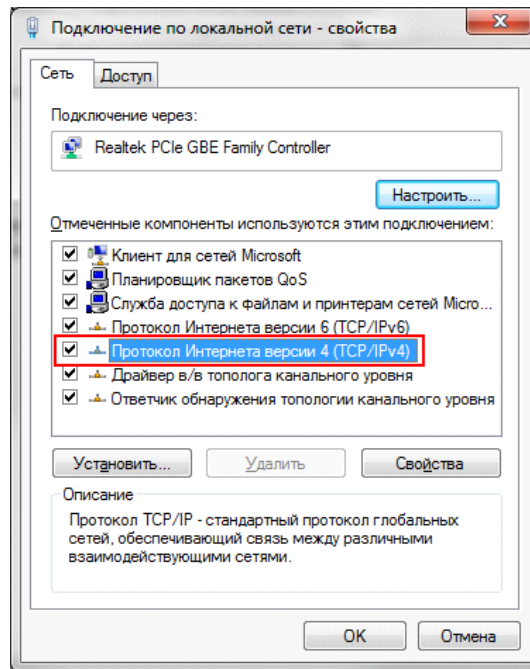 Подключение по локальной сети - свойства
Сеть
Доступ
Подключение через:
Realtek PCIe GBE Family Controller
Настроить...
Отмеченные компоненты используются этим подключением:
Клиент для сетей Microsoft
Планировщик пакетов QoS
Служба доступа к файлам и принтерам сетей Micro...
Протокол Интернета версии 6 (TCP/IPv6)
Протокол Интернета версии 4 (TCP/IPv4)
Драйвер в/в тополога канального уровня
Ответчик обнаружения топологии канального уровня
Установить...
Удалить
Свойства
Описание
Протокол TCP/IP - стандартный протокол глобальных
сетей, обеспечивающий связь между различными
взаимодействующими сетями.
OK
Отмена